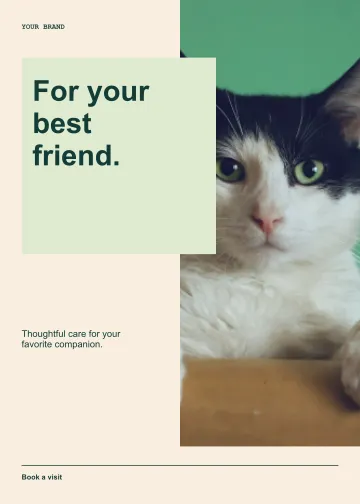 YOUR BRAND
For your
best
friend.
Thoughtful care for your
favorite companion.
Book a visit